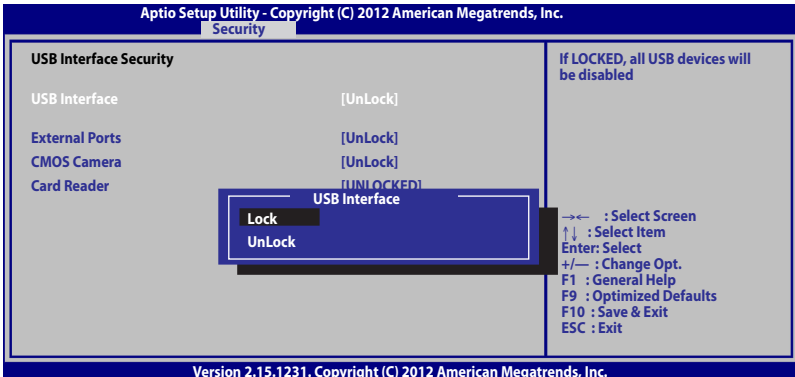 Aptio Setup Utility - Copyright (C) 2012 American Megatrends, Inc.
Security
USB Interface Security
USB Interface [UnLock]
External Ports [UnLock]
CMOS Camera [UnLock]
Card Reader [UNLOCKED]
USB Interface
Lock
UnLock
If LOCKED, all USB devices will
be disabled
→← : Select Screen
↑↓ : Select Item
Enter: Select
+/— : Change Opt.
F1 : General Help
F9 : Optimized Defaults
F10 : Save & Exit
ESC : Exit
Version 2.15.1231. Copyright (C) 2012 American Megatrends, Inc.